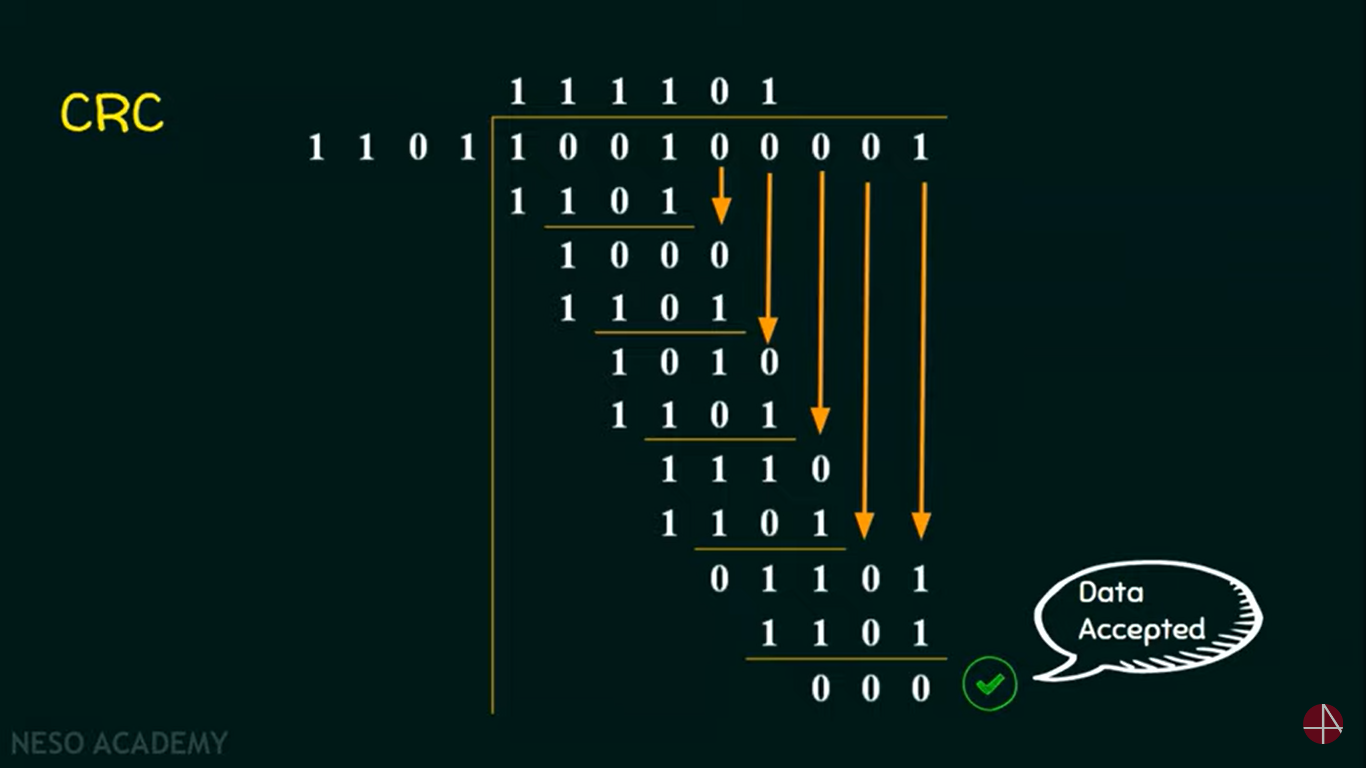 CRC
1 1 1 1 0 1
1 1 0 1 1 0 0 1 0 0 0 0 1
1 1 0 1
1 0 0 0
1 1 0 1
1 0 1 0
1 1 0 1
1 1 1 0
1 1 0 1
0 1 1 0 1
1 1 0 1
0 0 0
Data
Accepted
NESO ACADEMY